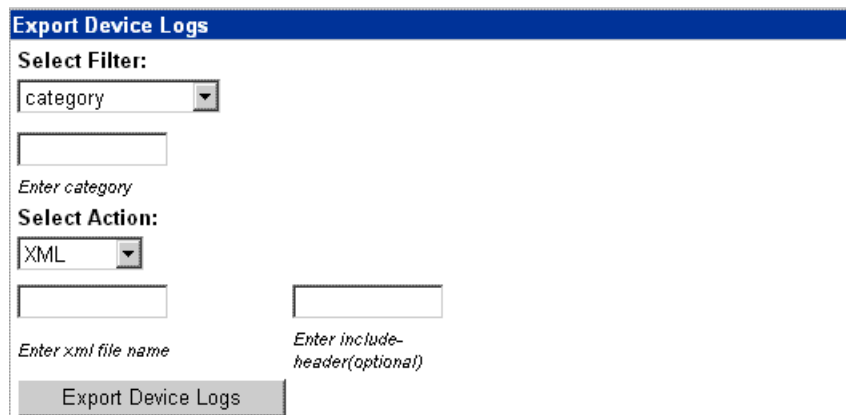 Export Device Logs
Select Filter:
category
Enter category
Select Action:
XML
Enter xml file name
Enter include-
header(optional)
Export Device Logs